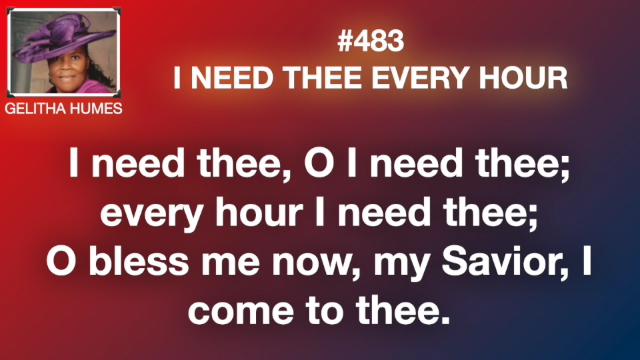 #483
I NEED THEE EVERY HOUR
GELITHA HUMES
I need thee, O I need thee;
every hour I need thee;
O bless me now, my Savior, I
come to thee.